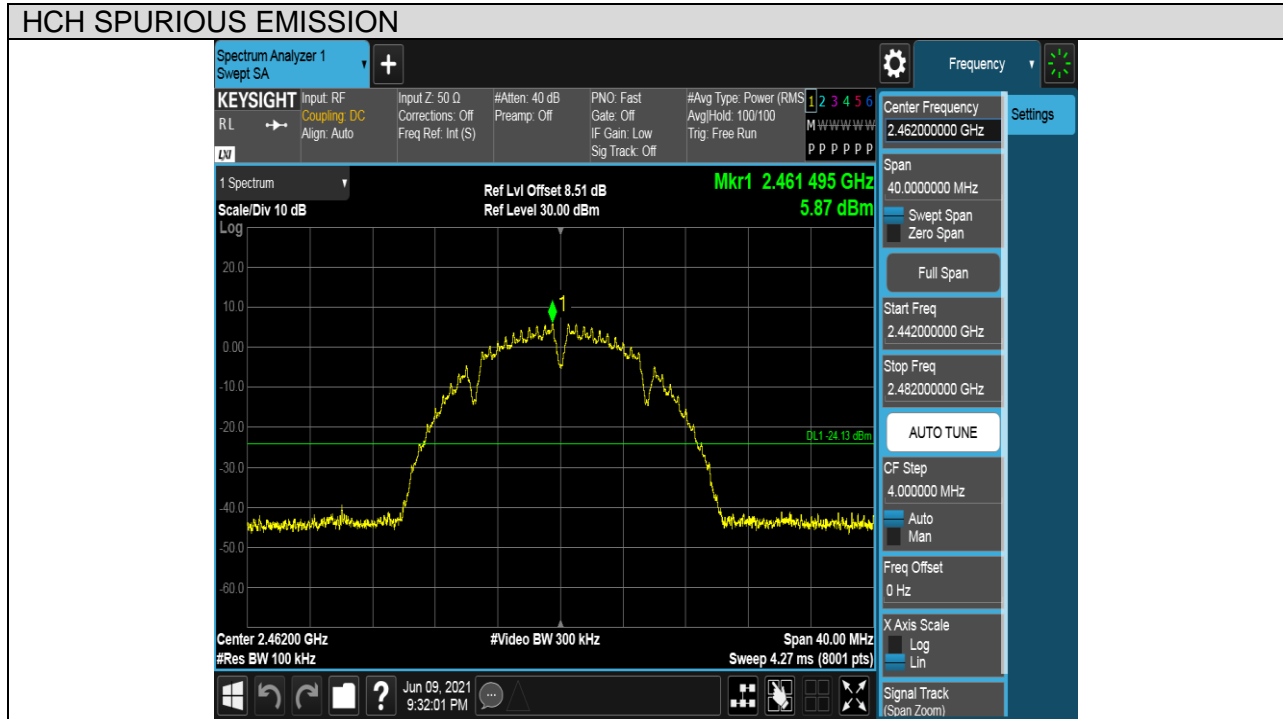 HCH SPURIOUS EMISSION
Spectrum Analyzer 1
Swept SA
+
Frequency
KEYSIGHT
RL
LXI
Input: RF
Coupling: DC
Align: Auto
Input Z: 50 Ω
Corrections: Off
Freq Ref: Int (S)
#Atten: 40 dB
Preamp: Off
PNO: Fast
Gate: Off
IF Gain: Low
Sig Track: Off
#Avg Type: Power (RMS
Avg|Hold: 100/100
Trig: Free Run
1 2 3 4 5 6
M W W W W W
P P P P P P
1 Spectrum
Scale/Div 10 dB
Ref Lvl Offset 8.51 dB
Ref Level 30.00 dBm
Mkr1 2.461 495 GHz
5.87 dBm
Log
20.0
10.0
0.00
-10.0
-20.0
-30.0
-40.0
-50.0
-60.0
1
DL1 -24.13 dBm
Center 2.46200 GHz
#Res BW 100 kHz
#Video BW 300 kHz
Span 40.00 MHz
Sweep 4.27 ms (8001 pts)
Center Frequency
2.462000000 GHz
Settings
Span
40.0000000 MHz
Swept Span
Zero Span
Full Span
Start Freq
2.442000000 GHz
Stop Freq
2.482000000 GHz
AUTO TUNE
CF Step
4.000000 MHz
Auto
Man
Freq Offset
0 Hz
X Axis Scale
Log
Lin
Signal Track
(Span Zoom)
?
Jun 09, 2021
9:32:01 PM